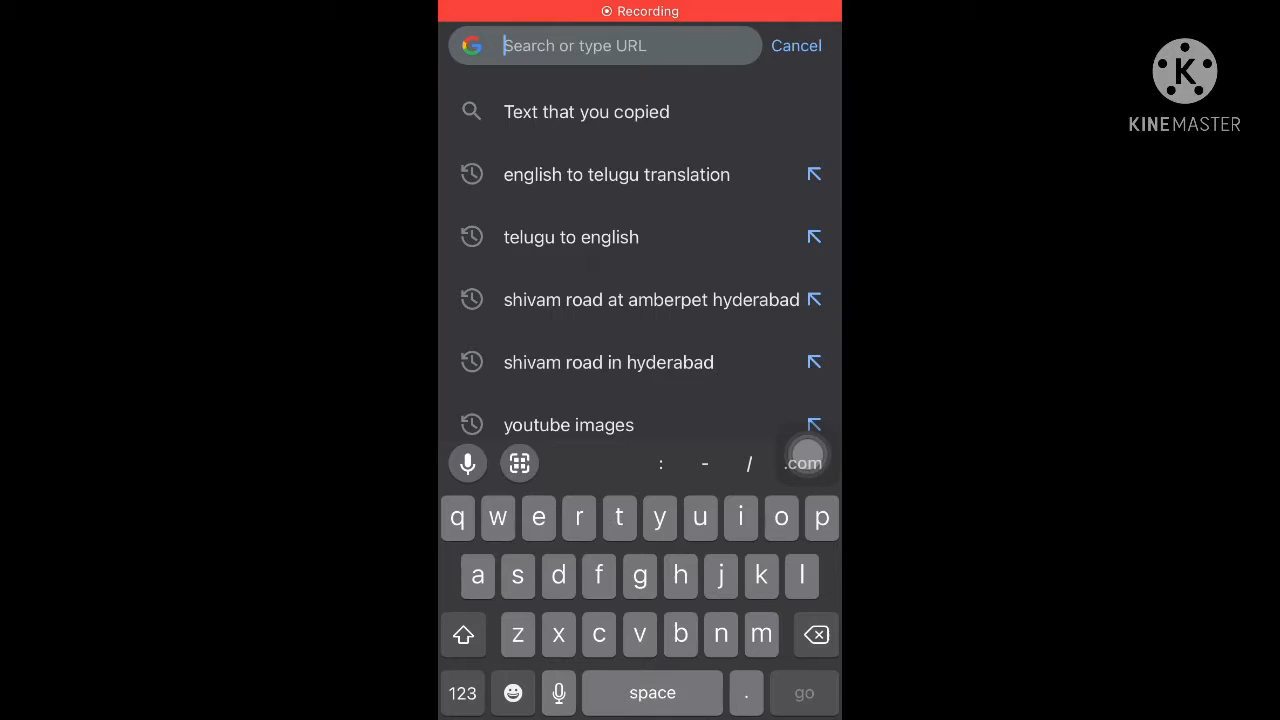 Recording
Search or type URL
Cancel
K
KINEMASTER
Text that you copied
english to telugu translation
telugu to english
shivam road at amberpet hyderabad
shivam road in hyderabad
youtube images
: - / .com
q w e r t y u i o p
a s d f g h j k l
z x c v b n m
123 space . go